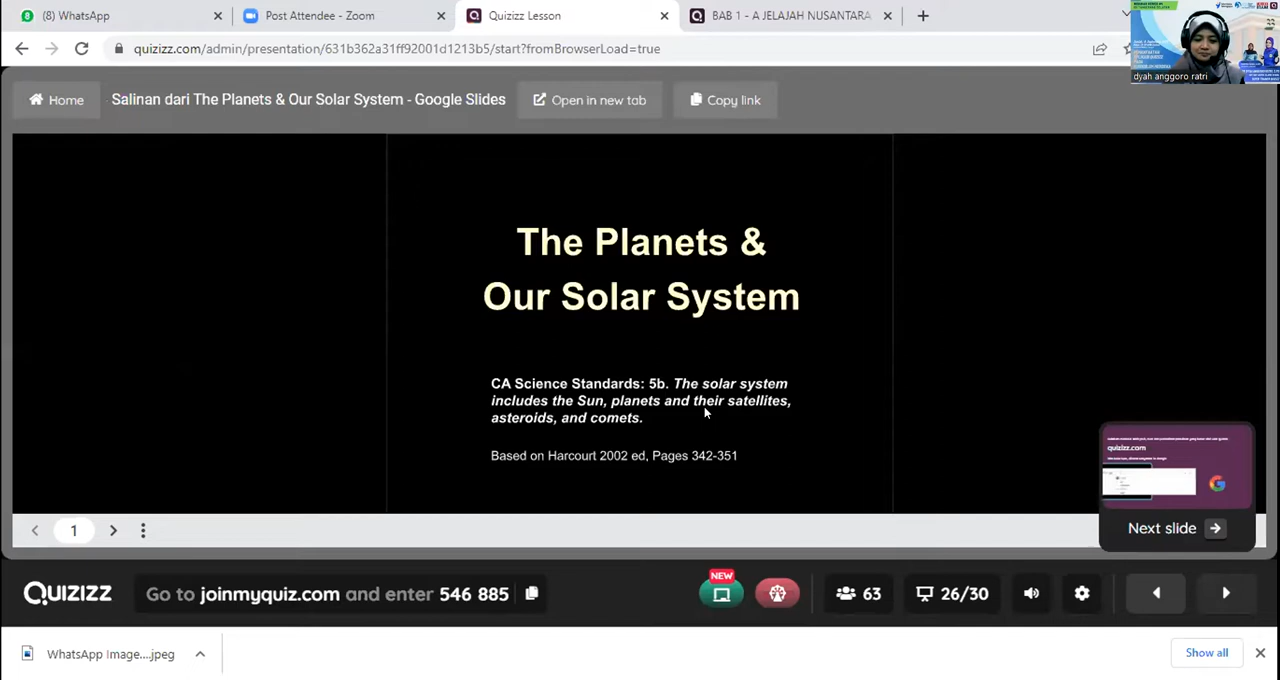 (8) WhatsApp
Post Attendee - Zoom
Quizizz Lesson
BAB 1 - A JELAJAH NUSANTARA
quizizz.com/admin/presentation/631b362a31ff92001d1213b5/start?fromBrowserLoad=true
dyah anggoro ratri
Home
Salinan dari The Planets & Our Solar System - Google Slides
Open in new tab
Copy link
The Planets &
Our Solar System
CA Science Standards: 5b. The solar system
includes the Sun, planets and their satellites,
asteroids, and comets.
Based on Harcourt 2002 ed, Pages 342-351
quizizz.com
Next slide
1
QUIZIZZ
Go to joinmyquiz.com and enter 546 885
NEW
63
26/30
WhatsApp Image....jpeg
Show all